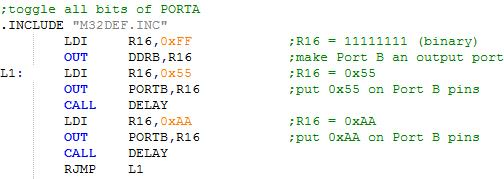 ;toggle all bits of PORTA
.INCLUDE "M32DEF.INC"
LDI R16,0xFF ;R16 = 11111111 (binary)
OUT DDRB,R16 ;make Port B an output port
L1: LDI R16,0x55 ;R16 = 0x55
OUT PORTB,R16 ;put 0x55 on Port B pins
CALL DELAY
LDI R16,0xAA ;R16 = 0xAA
OUT PORTB,R16 ;put 0xAA on Port B pins
CALL DELAY
RJMP L1